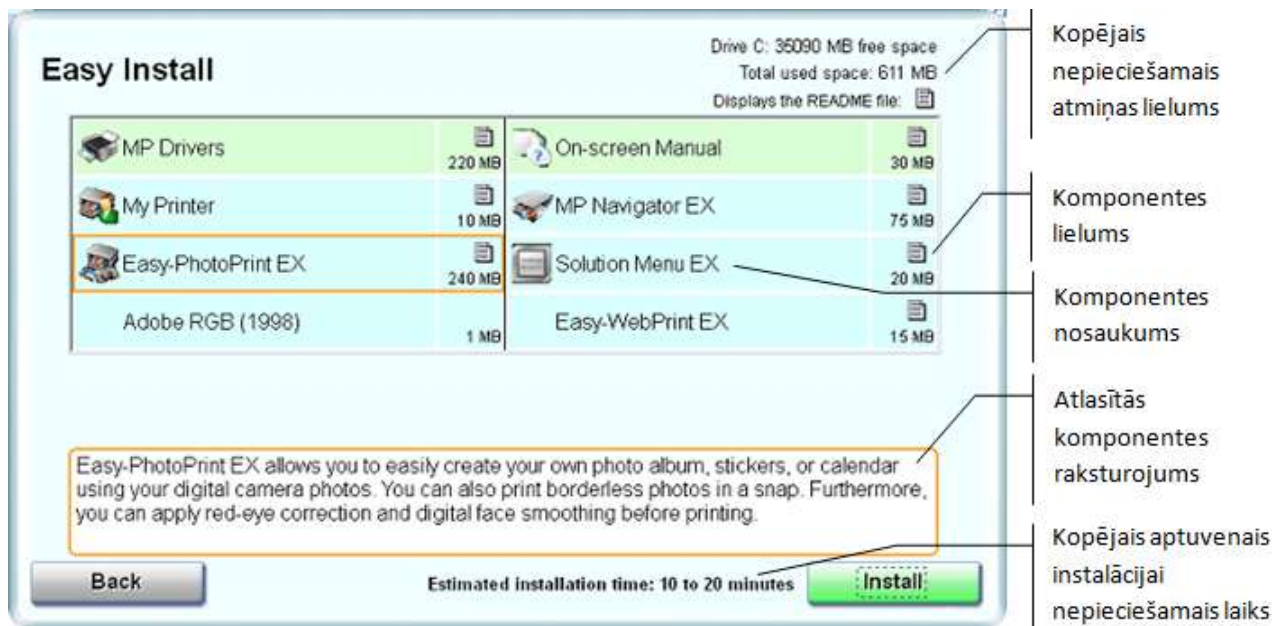 Easy Install
Drive C: 35090 MB free space
Total used space: 611 MB
Displays the README file:
MP Drivers
220 MB
On-screen Manual
30 MB
My Printer
10 MB
MP Navigator EX
75 MB
Easy-PhotoPrint EX
240 MB
Solution Menu EX
20 MB
Adobe RGB (1998)
1 MB
Easy-WebPrint EX
15 MB
Easy-PhotoPrint EX allows you to easily create your own photo album, stickers, or calendar
using your digital camera photos. You can also print borderless photos in a snap. Furthermore,
you can apply red-eye correction and digital face smoothing before printing.
Back
Estimated installation time: 10 to 20 minutes
Install
Kopējais
nepieciešamais
atmiņas lielums
Komponentes
lielums
Komponentes
nosaukums
Atlasītās
komponentes
raksturojums
Kopējais aptuvenais
instalācijai
nepieciešamais laiks